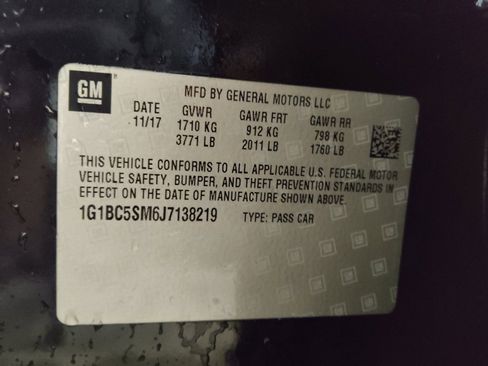 GM
MFD BY GENERAL MOTORS LLC
DATE GVWR GAWR FRT GAWR RR
11/17 1710 KG 912 KG 798 KG
3771 LB 2011 LB 1760 LB
THIS VEHICLE CONFORMS TO ALL APPLICABLE U.S. FEDERAL MOTOR
VEHICLE SAFETY, BUMPER, AND THEFT PREVENTION STANDARDS IN
EFFECT ON THE DATE OF MANUFACTURE SHOWN ABOVE.
1G1BC5SM6J7138219 TYPE: PASS CAR